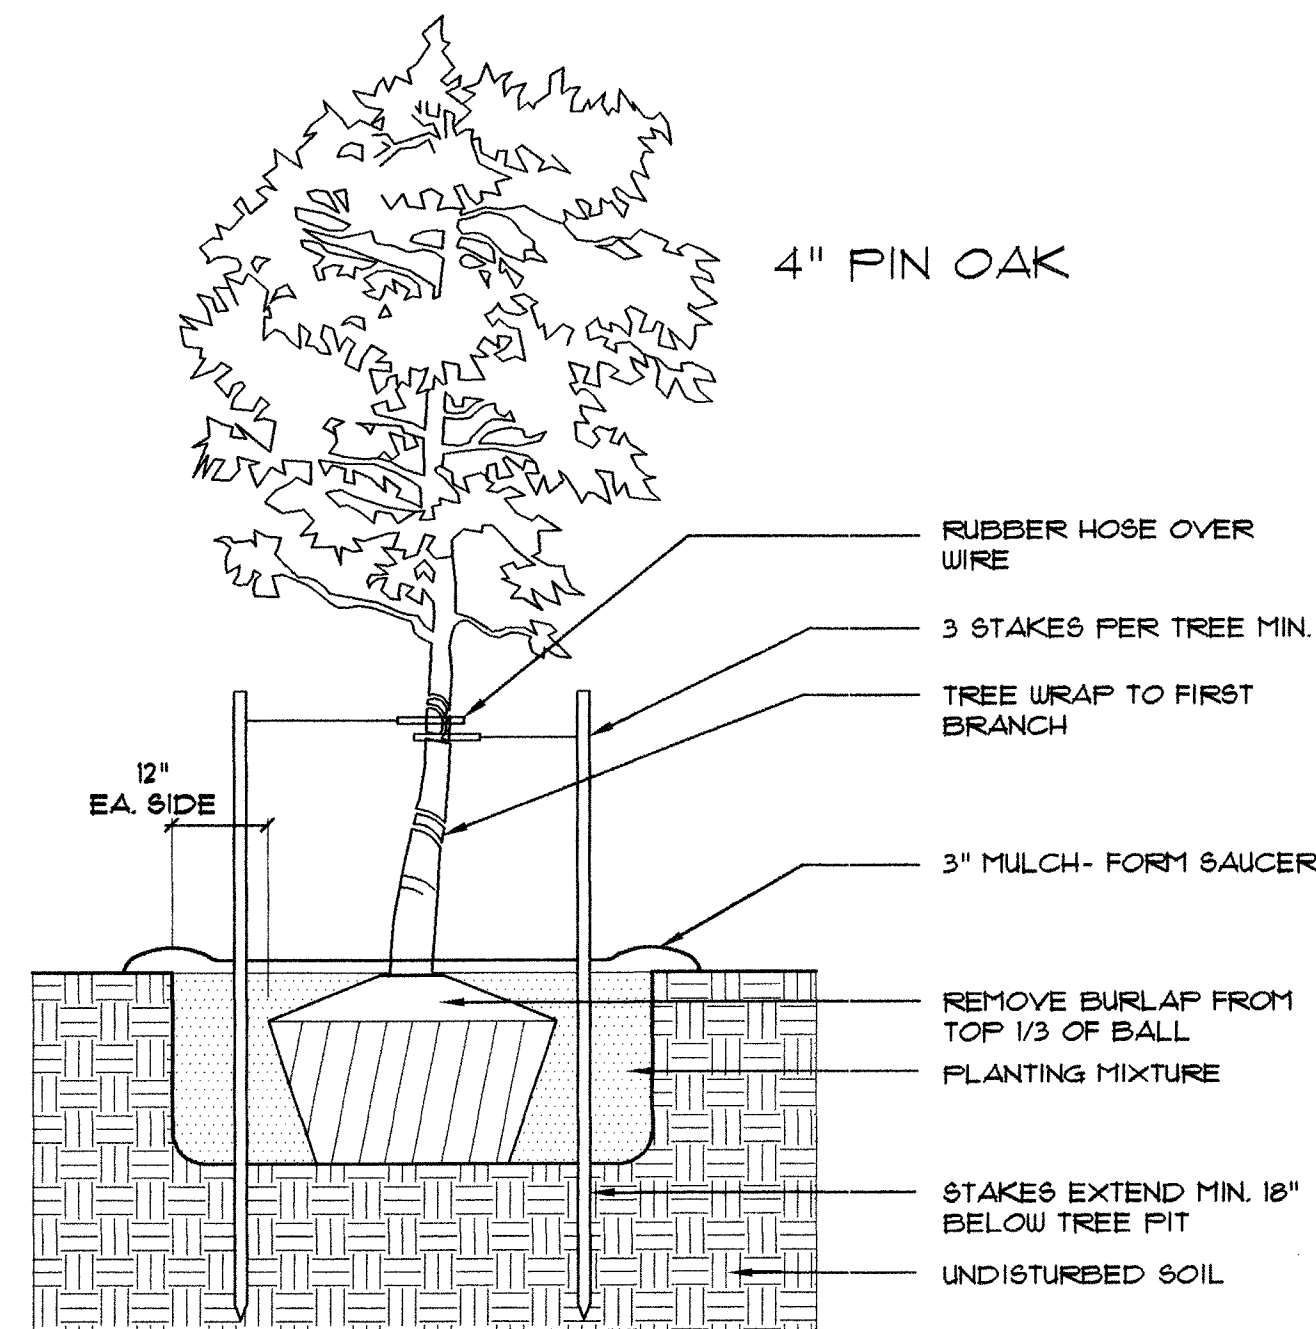 4" PIN OAK
RUBBER HOSE OVER
WIRE
3 STAKES PER TREE MIN.
TREE WRAP TO FIRST
BRANCH
12"
EA. SIDE
3" MULCH- FORM SAUCER
REMOVE BURLAP FROM
TOP 1/3 OF BALL
PLANTING MIXTURE
STAKES EXTEND MIN. 18"
BELOW TREE PIT
UNDISTURBED SOIL